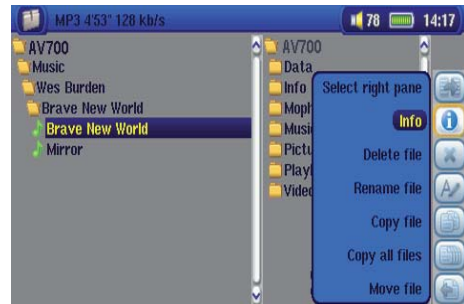 MP3 4'53" 128 kb/s 78 14:17
AV700
Music
Wes Burden
Brave New World
Brave New World
Mirror
AV700
Data
Info
Moph
Musi
Pictu
Playl
Video
Select right pane
Info
Delete file
Rename file
Copy file
Copy all files
Move file